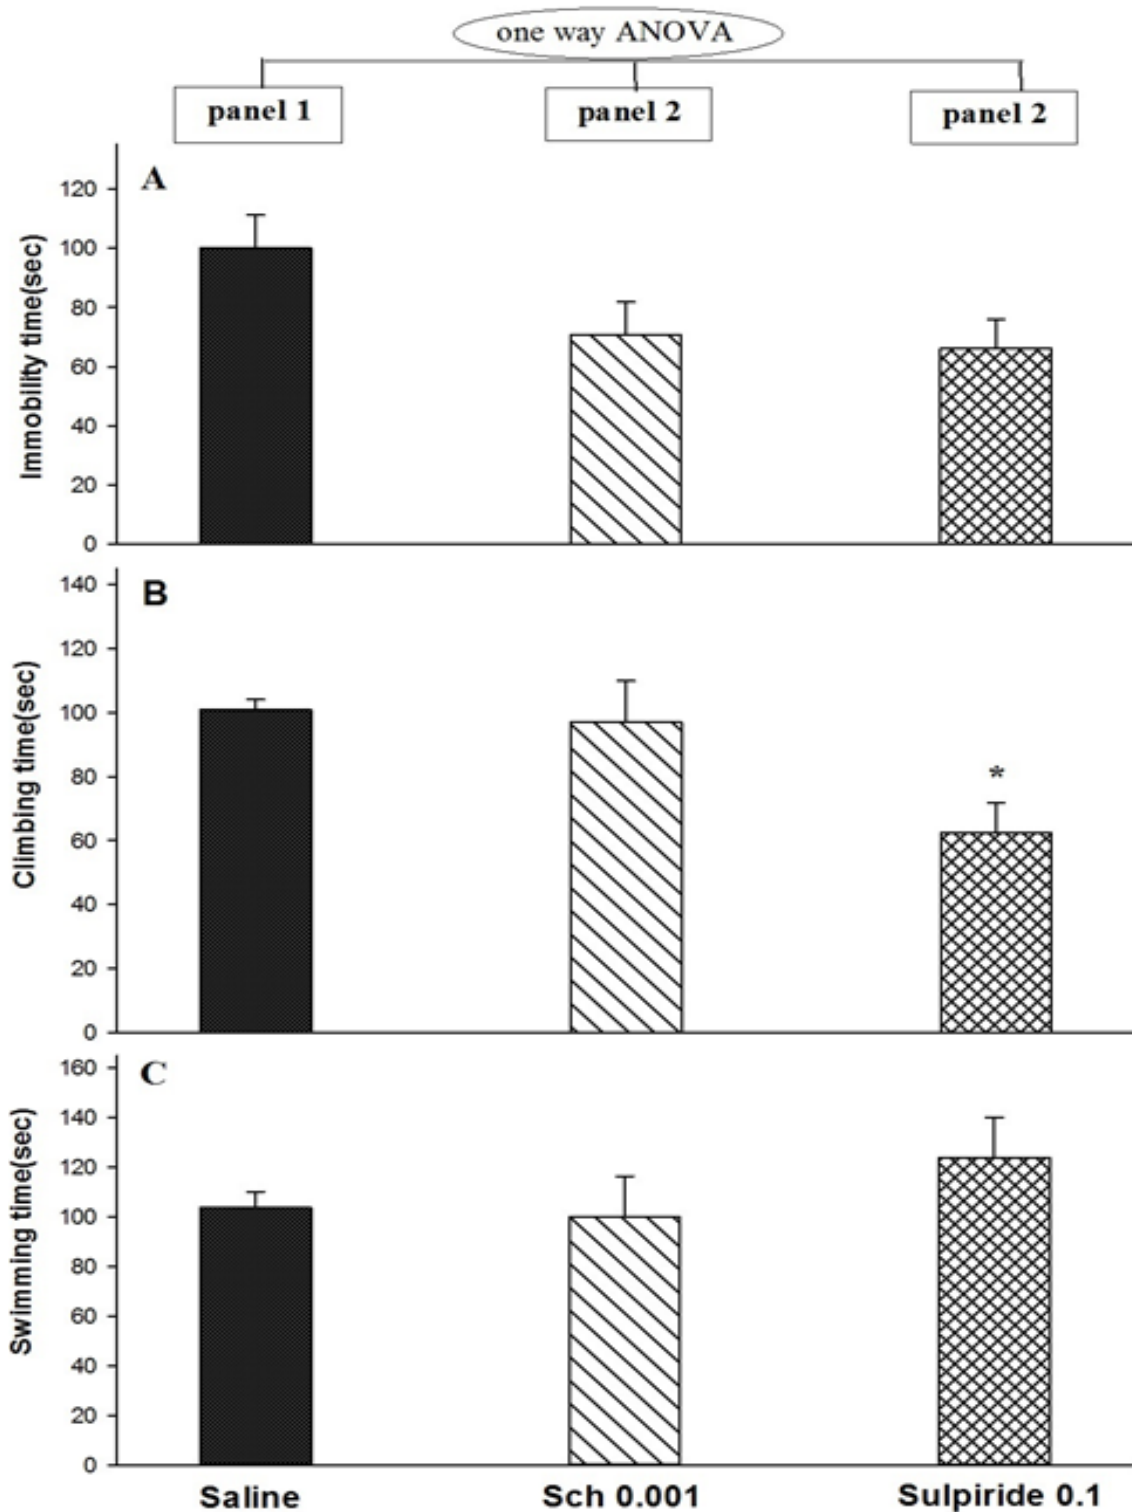 one way ANOVA
panel 1 panel 2 panel 2
A
Immobility time(sec)
120
100
80
60
40
20
0
B
Climbing time(sec)
140
120
100
80
60
40
20
0
*
C
Swimming time(sec)
160
140
120
100
80
60
40
20
0
Saline Sch 0.001 Sulpiride 0.1